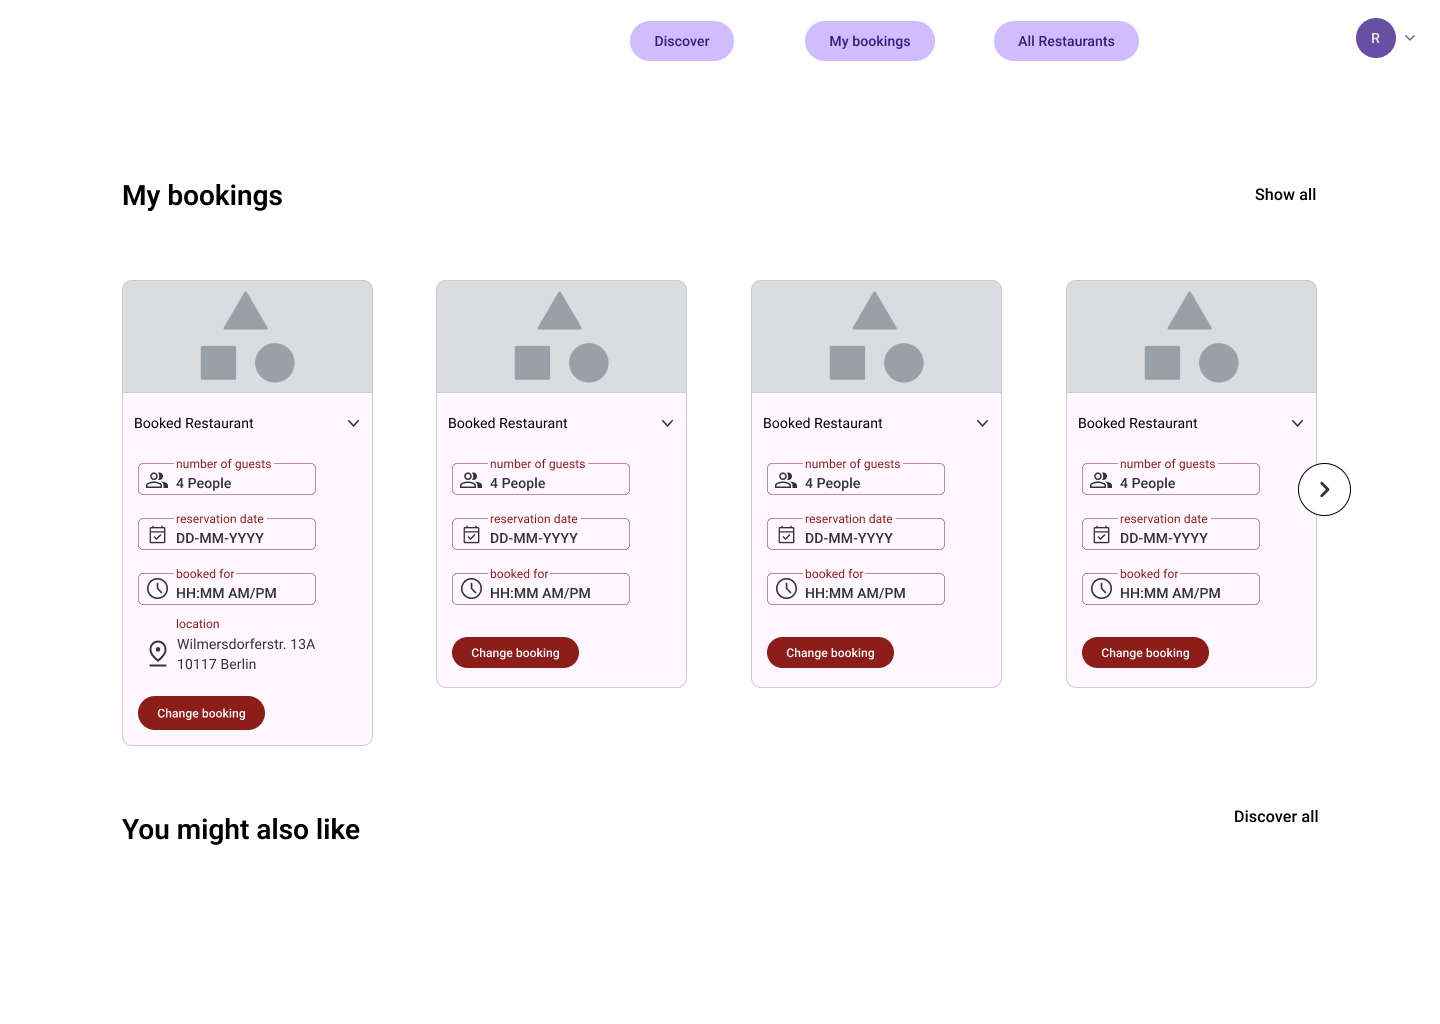 Discover
My bookings
All Restaurants
R
My bookings
Show all
Booked Restaurant
number of guests
4 People
reservation date
DD-MM-YYYY
booked for
HH:MM AM/PM
location
Wilmersdorferstr. 13A
10117 Berlin
Change booking
Booked Restaurant
number of guests
4 People
reservation date
DD-MM-YYYY
booked for
HH:MM AM/PM
Change booking
Booked Restaurant
number of guests
4 People
reservation date
DD-MM-YYYY
booked for
HH:MM AM/PM
Change booking
Booked Restaurant
number of guests
4 People
reservation date
DD-MM-YYYY
booked for
HH:MM AM/PM
Change booking
You might also like
Discover all